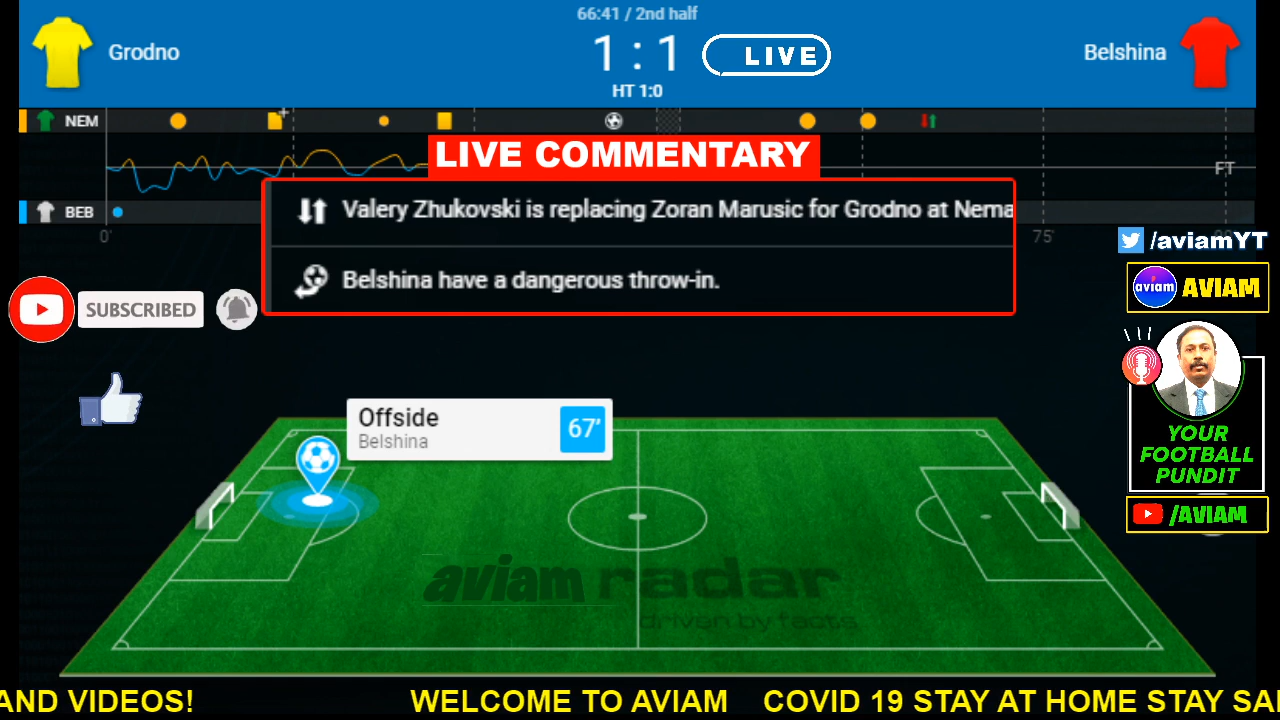 66:41 / 2nd half
Grodno
1 : 1
LIVE
Belshina
HT 1:0
NEM
LIVE COMMENTARY
FT
Valery Zhukovski is replacing Zoran Marusic for Grodno at Nema
BEB
0'
75'
90'
/aviamYT
Belshina have a dangerous throw-in.
aviam
AVIAM
SUBSCRIBED
Offside
Belshina
67'
YOUR
FOOTBALL
PUNDIT
/AVIAM
aviam radar
driven by facts
AND VIDEOS! WELCOME TO AVIAM COVID 19 STAY AT HOME STAY SA